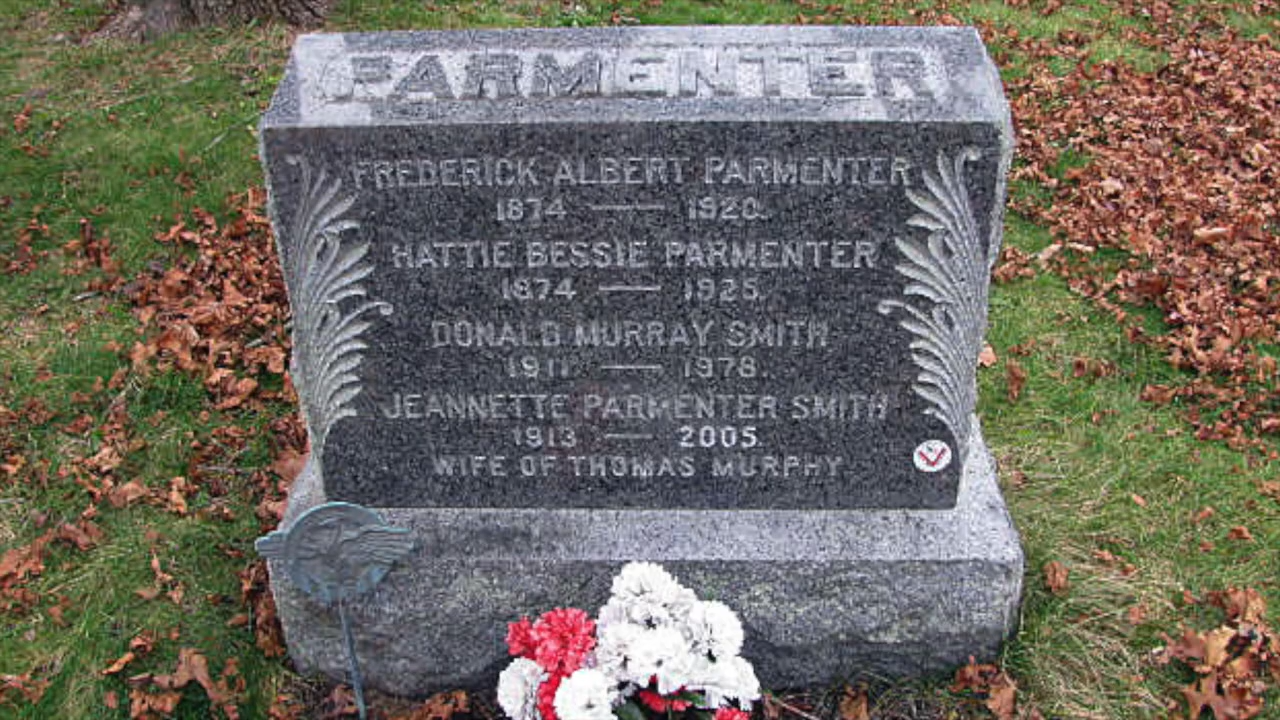 PARMENTER
FREDERICK ALBERT PARMENTER
1874 — 1920.
HATTIE BESSIE PARMENTER
1874 — 1925.
DONALD MURRAY SMITH
1911 — 1978.
JEANNETTE PARMENTER SMITH
1913 — 2005.
WIFE OF THOMAS MURPHY